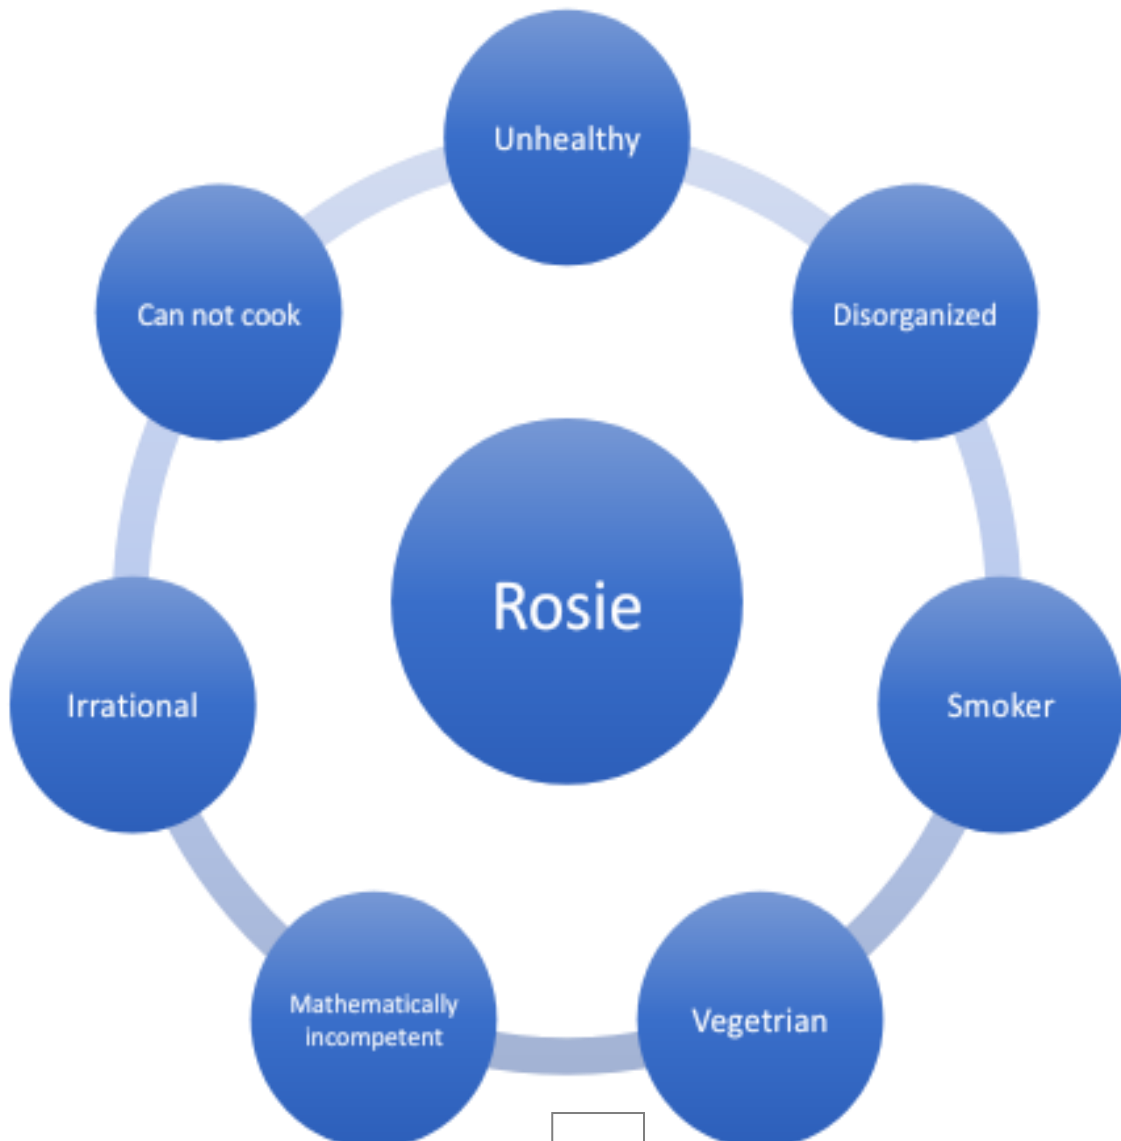 Unhealthy
Disorganized
Smoker
Vegetrian
Mathematically
incompetent
Irrational
Can not cook
Rosie